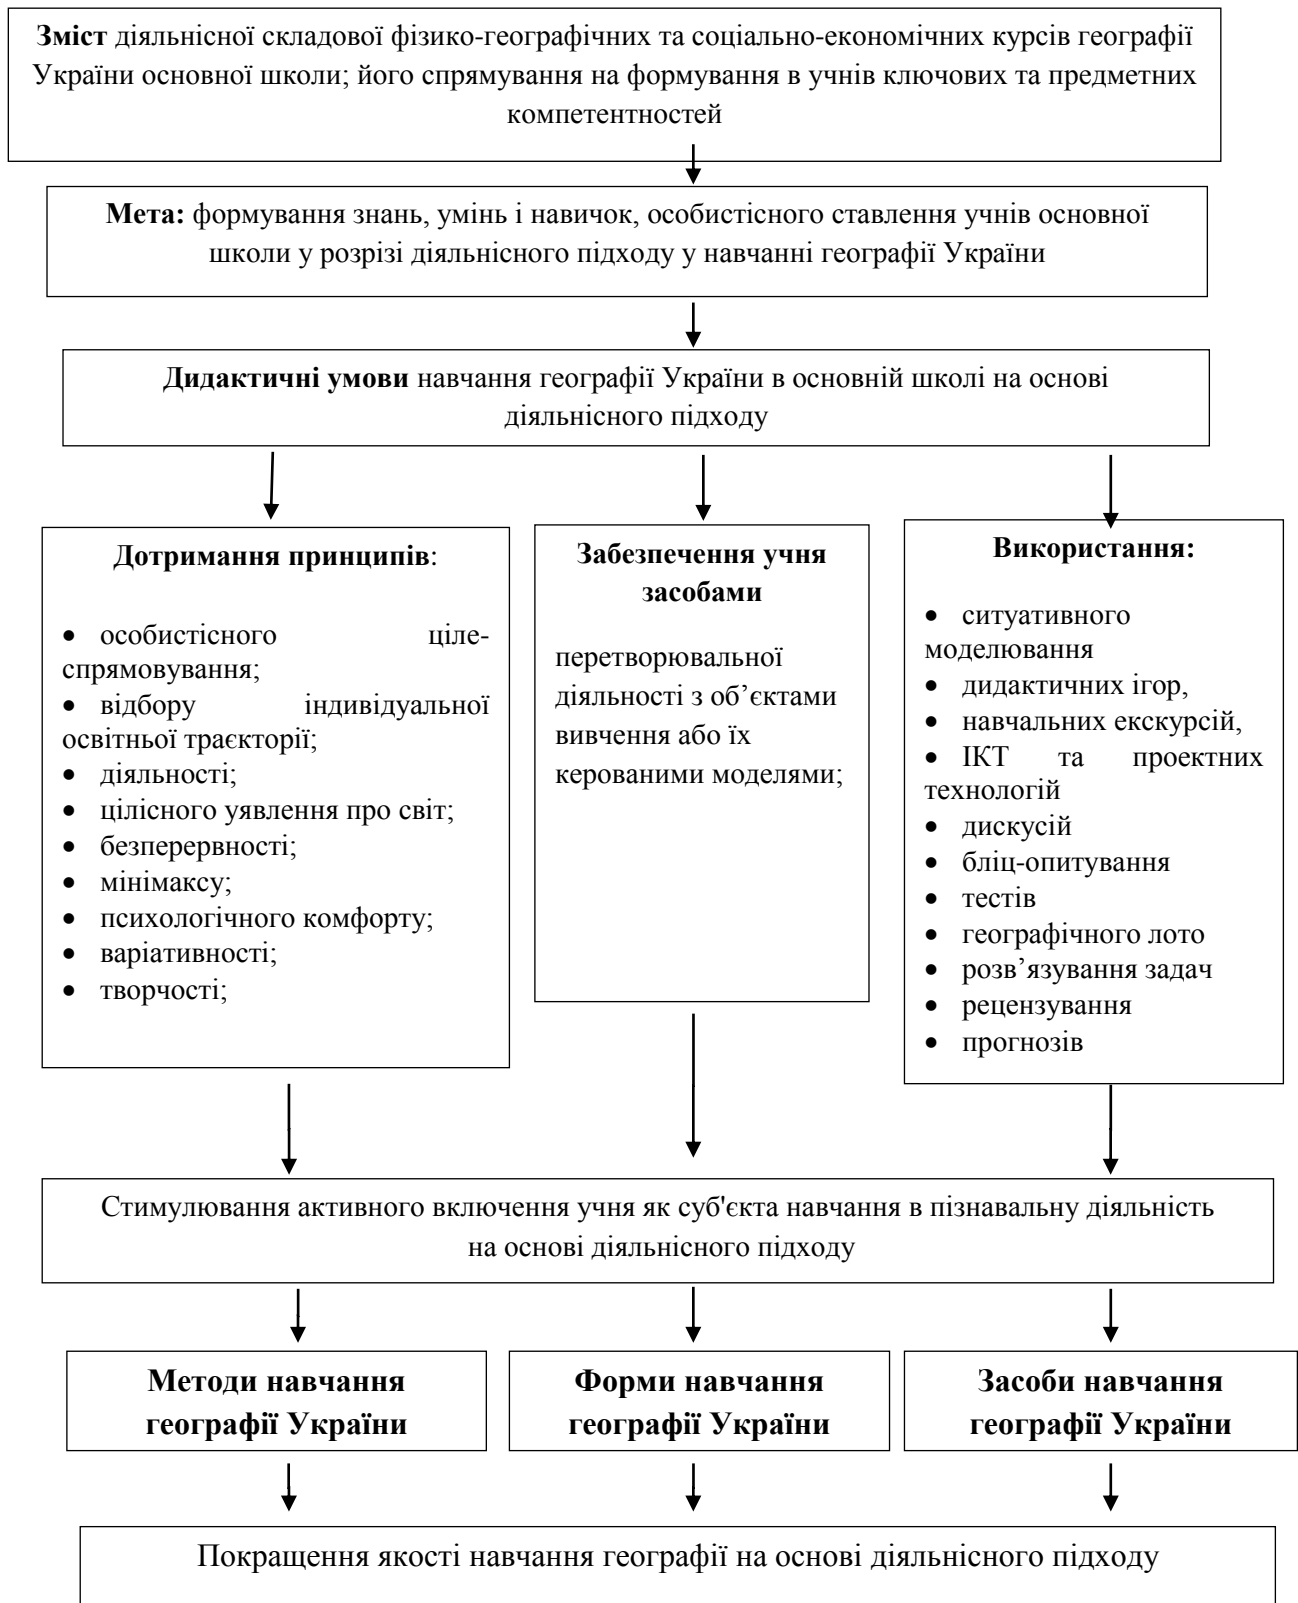 Зміст діяльнісної складової фізико-географічних та соціально-економічних курсів географії
України основної школи; його спрямування на формування в учнів ключових та предметних
компетентностей
Мета: формування знань, умінь і навичок, особистісного ставлення учнів основної
школи у розрізі діяльнісного підходу у навчанні географії України
Дидактичні умови навчання географії України в основній школі на основі
діяльнісного підходу
Дотримання принципів:
• особистісного ціле-
спрямовування;
• відбору індивідуальної
освітньої траєкторії;
• діяльності;
• цілісного уявлення про світ;
• безперервності;
• мінімаксу;
• психологічного комфорту;
• варіативності;
• творчості;
Забезпечення учня
засобами
перетворювальної
діяльності з об’єктами
вивчення або їх
керованими моделями;
Використання:
• ситуативного
моделювання
• дидактичних ігор,
• навчальних екскурсій,
• ІКТ та проектних
технологій
• дискусій
• бліц-опитування
• тестів
• географічного лото
• розв’язування задач
• рецензування
• прогнозів
Стимулювання активного включення учня як суб'єкта навчання в пізнавальну діяльність
на основі діяльнісного підходу
Методи навчання
географії України
Форми навчання
географії України
Засоби навчання
географії України
Покращення якості навчання географії на основі діяльнісного підходу